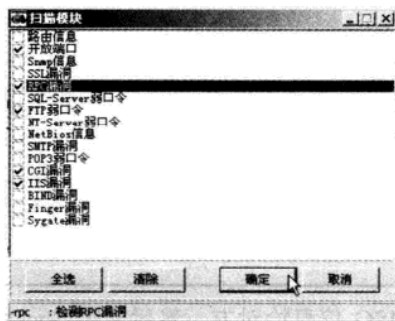 扫描模块
路由信息
开放端口
Snmp信息
SSL漏洞
RPC漏洞
SQL-Server弱口令
FTP弱口令
NT-Server弱口令
NetBios信息
SMTP漏洞
POP3弱口令
CGI漏洞
IIS漏洞
BIND漏洞
Finger漏洞
Sygate漏洞
全选 清除 确定 取消
-rpc :检测RPC漏洞